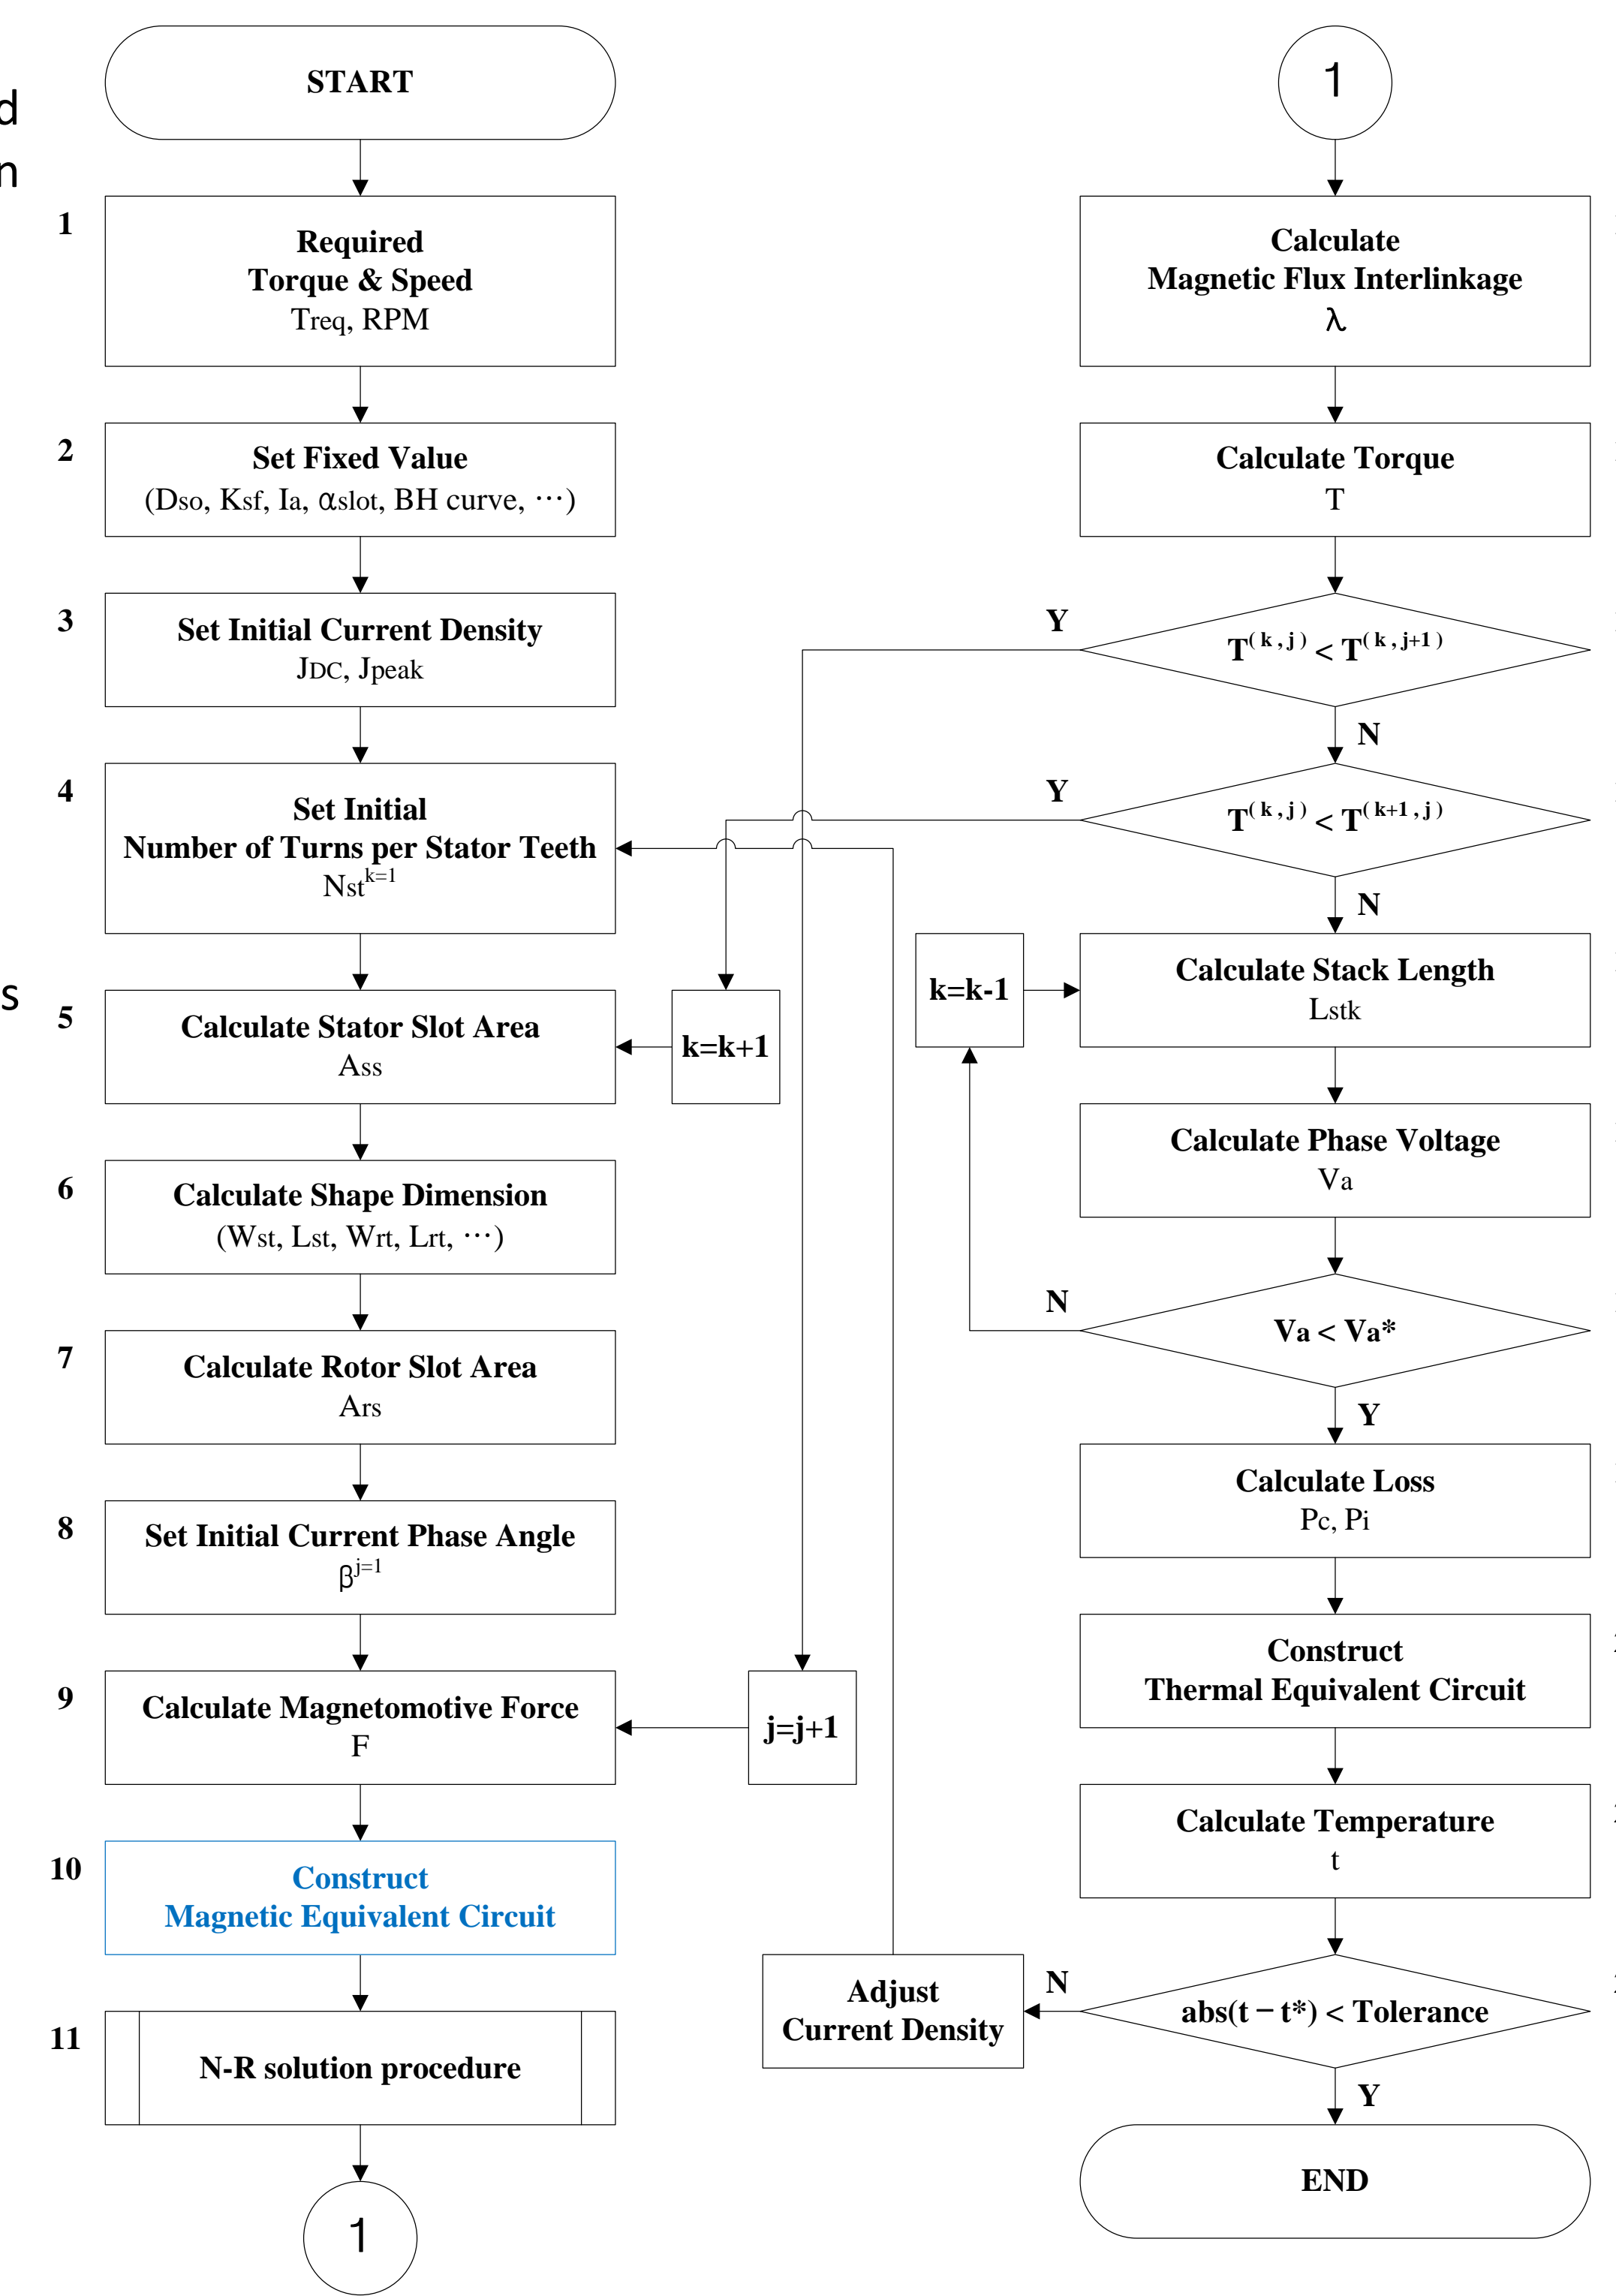 START
1
Required
Torque & Speed
Treq, RPM
2
Set Fixed Value
(Dso, Ksf, Ia, αslot, BH curve, ⋯)
3
Set Initial Current Density
JDC, Jpeak
4
Set Initial
Number of Turns per Stator Teeth
Nst^k=1
5
Calculate Stator Slot Area
Ass
k=k+1
6
Calculate Shape Dimension
(Wst, Lst, Wrt, Lrt, ⋯)
7
Calculate Rotor Slot Area
Ars
8
Set Initial Current Phase Angle
β^j=1
9
Calculate Magnetomotive Force
F
j=j+1
10
Construct
Magnetic Equivalent Circuit
11
N-R solution procedure
1
1
Calculate
Magnetic Flux Interlinkage
λ
Calculate Torque
T
T^(k,j) < T^(k,j+1)
Y
N
T^(k,j) < T^(k+1,j)
Y
N
k=k-1
Calculate Stack Length
Lstk
Calculate Phase Voltage
Va
Va < Va*
N
Y
Calculate Loss
Pc, Pi
Construct
Thermal Equivalent Circuit
Calculate Temperature
t
abs(t − t*) < Tolerance
N
Adjust
Current Density
Y
END